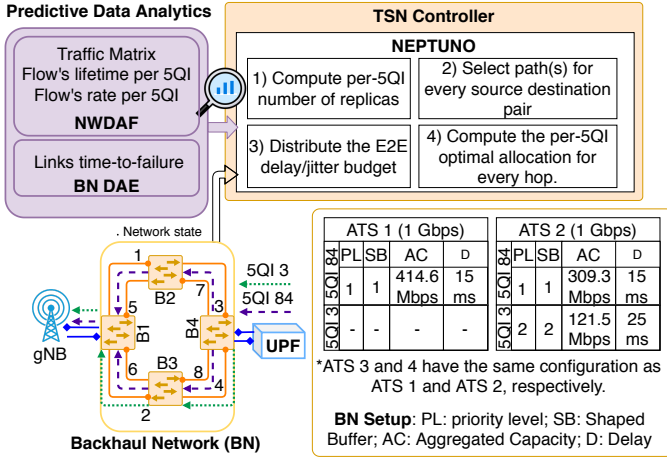 Predictive Data Analytics
Traffic Matrix
Flow's lifetime per 5QI
Flow's rate per 5QI
NWDAF
Links time-to-failure
BN DAE
TSN Controller
NEPTUNO
1) Compute per-5QI
number of replicas
2) Select path(s) for
every source destination
pair
3) Distribute the E2E
delay/jitter budget
4) Compute the per-5QI
optimal allocation for
every hop.
. Network state
1
B2
5
7
3
5QI 3
5QI 84
gNB
B1
B4
UPF
6
B3
8
4
2
Backhaul Network (BN)
ATS 1 (1 Gbps)
PL SB AC D
5QI 84 1 1 414.6 Mbps 15 ms
5QI 3 - - - -
ATS 2 (1 Gbps)
PL SB AC D
5QI 84 1 1 309.3 Mbps 15 ms
5QI 3 2 2 121.5 Mbps 25 ms
*ATS 3 and 4 have the same configuration as
ATS 1 and ATS 2, respectively.
BN Setup: PL: priority level; SB: Shaped
Buffer; AC: Aggregated Capacity; D: Delay